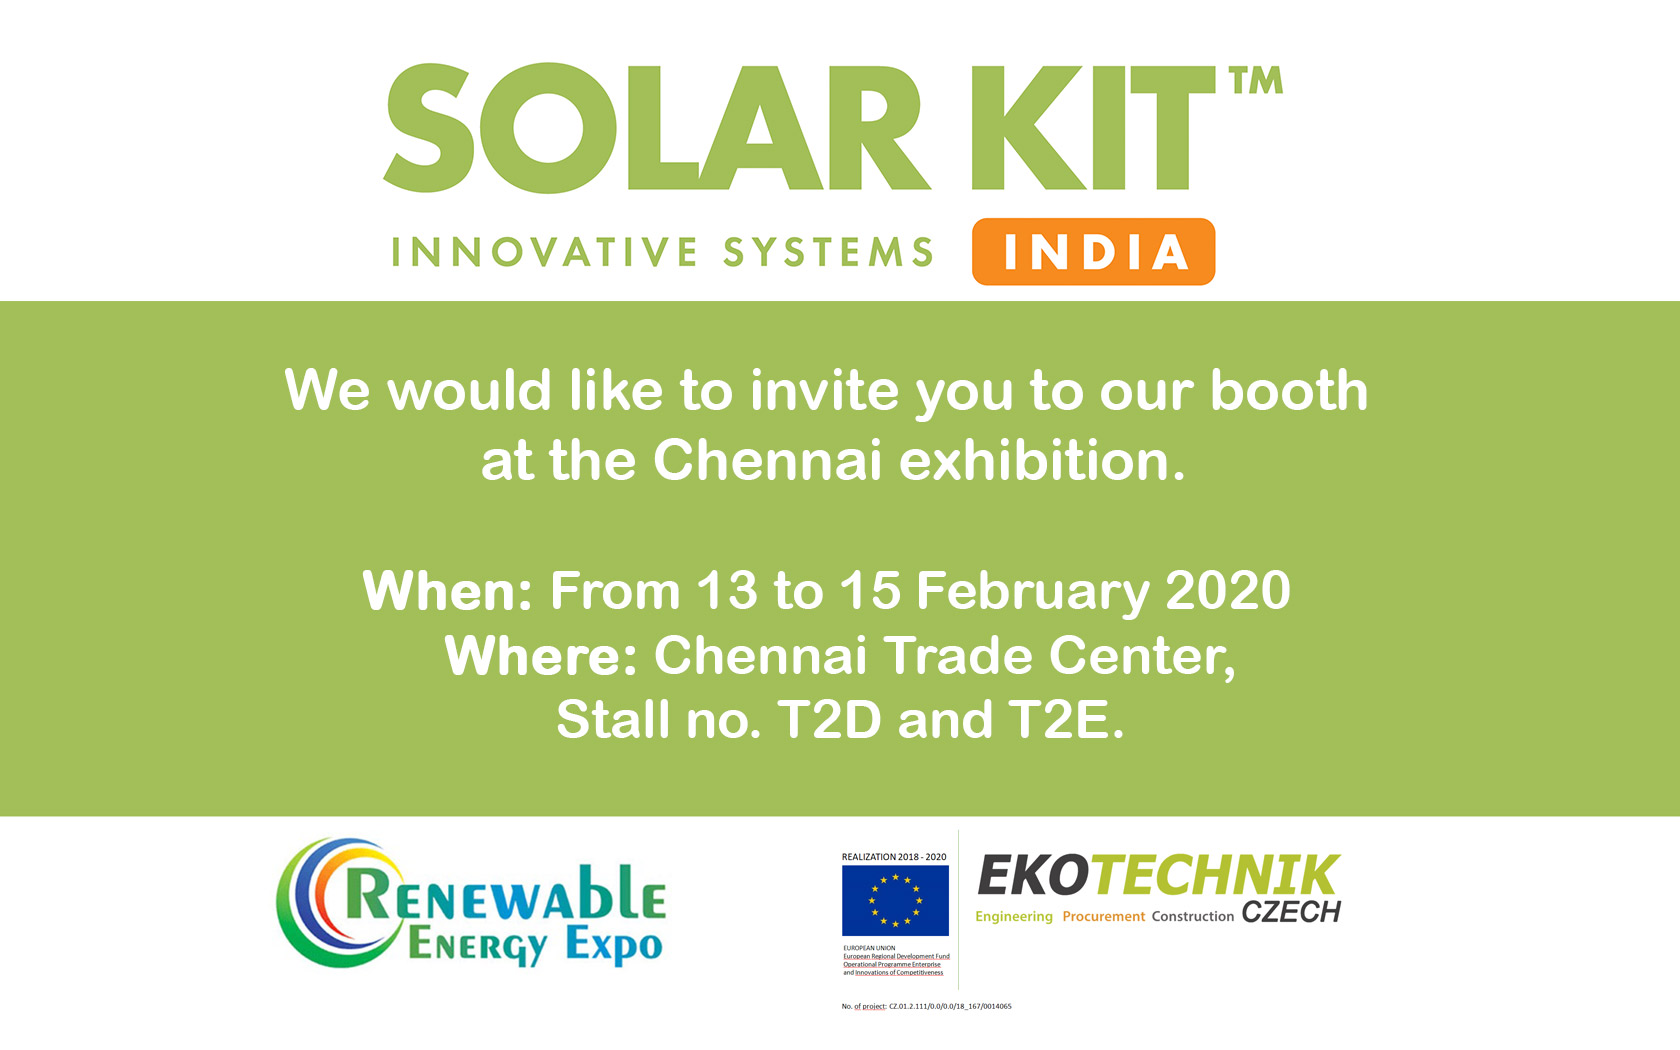 SOLAR KIT™
INNOVATIVE SYSTEMS INDIA
We would like to invite you to our booth
at the Chennai exhibition.
When: From 13 to 15 February 2020
Where: Chennai Trade Center,
Stall no. T2D and T2E.
RENEWAbLE
ENERGy EXpo
REALIZATION 2018 - 2020
EUROPEAN UNION
European Regional Development Fund
Operational Programme Enterprise
and Innovations of Competitiveness
No. of project: CZ.01.2.111/0.0/0.0/18_167/0014065
EKOTECHNIK
Engineering Procurement Construction CZECH